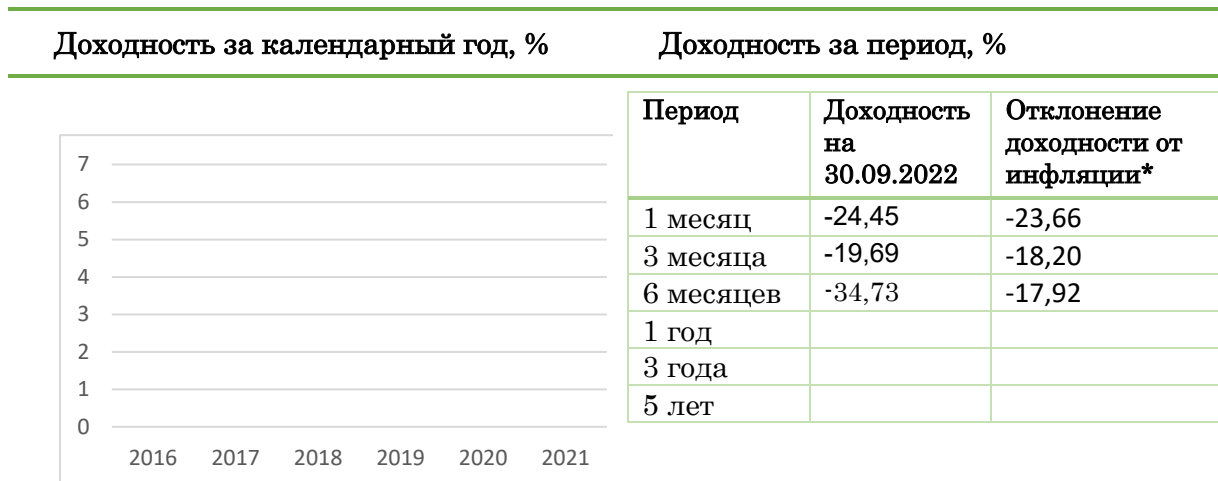 Доходность за календарный год, %
Доходность за период, %
7
6
5
4
3
2
1
0
2016 2017 2018 2019 2020 2021
Период Доходность Отклонение
на доходности от
30.09.2022 инфляции*
1 месяц -24,45 -23,66
3 месяца -19,69 -18,20
6 месяцев -34,73 -17,92
1 год
3 года
5 лет